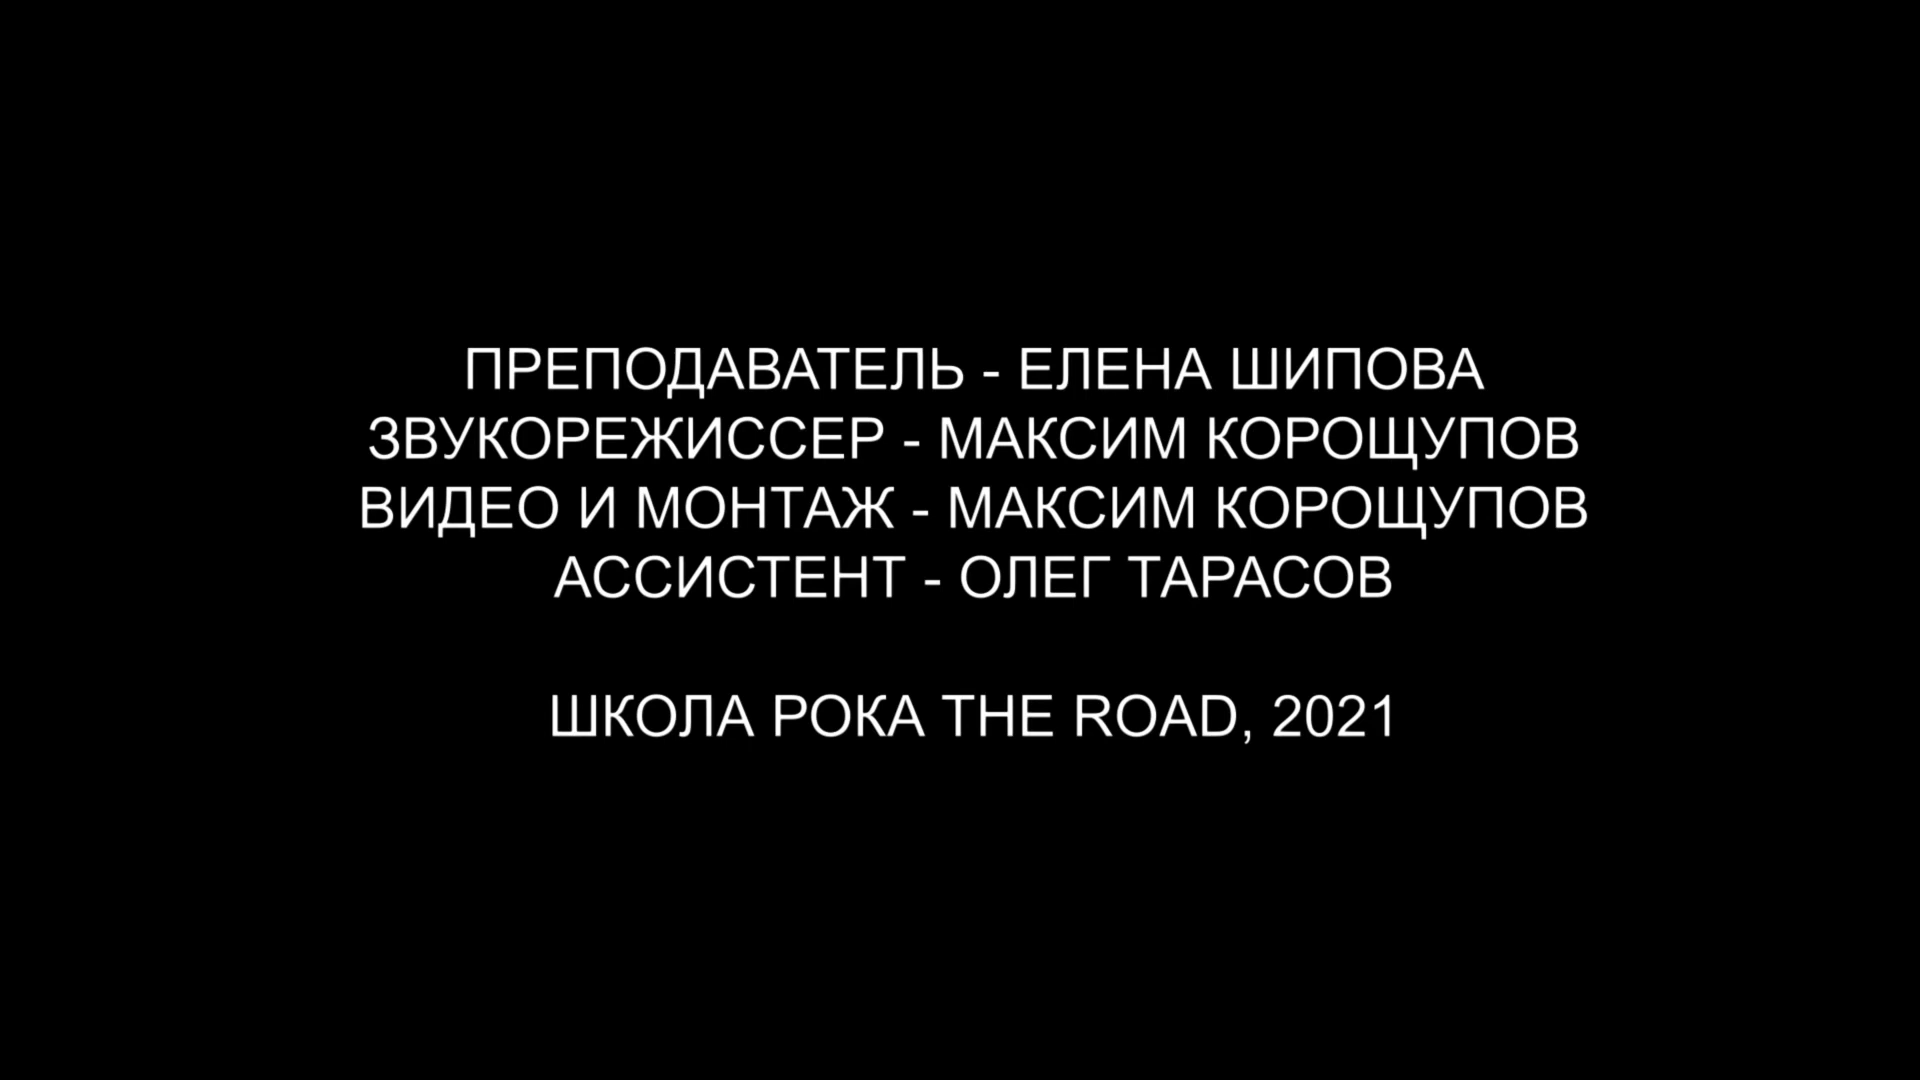 ПРЕПОДАВАТЕЛЬ - ЕЛЕНА ШИПОВА
ЗВУКОРЕЖИССЕР - МАКСИМ КОРОЩУПОВ
ВИДЕО И МОНТАЖ - МАКСИМ КОРОЩУПОВ
АССИСТЕНТ - ОЛЕГ ТАРАСОВ
ШКОЛА РОКА THE ROAD, 2021